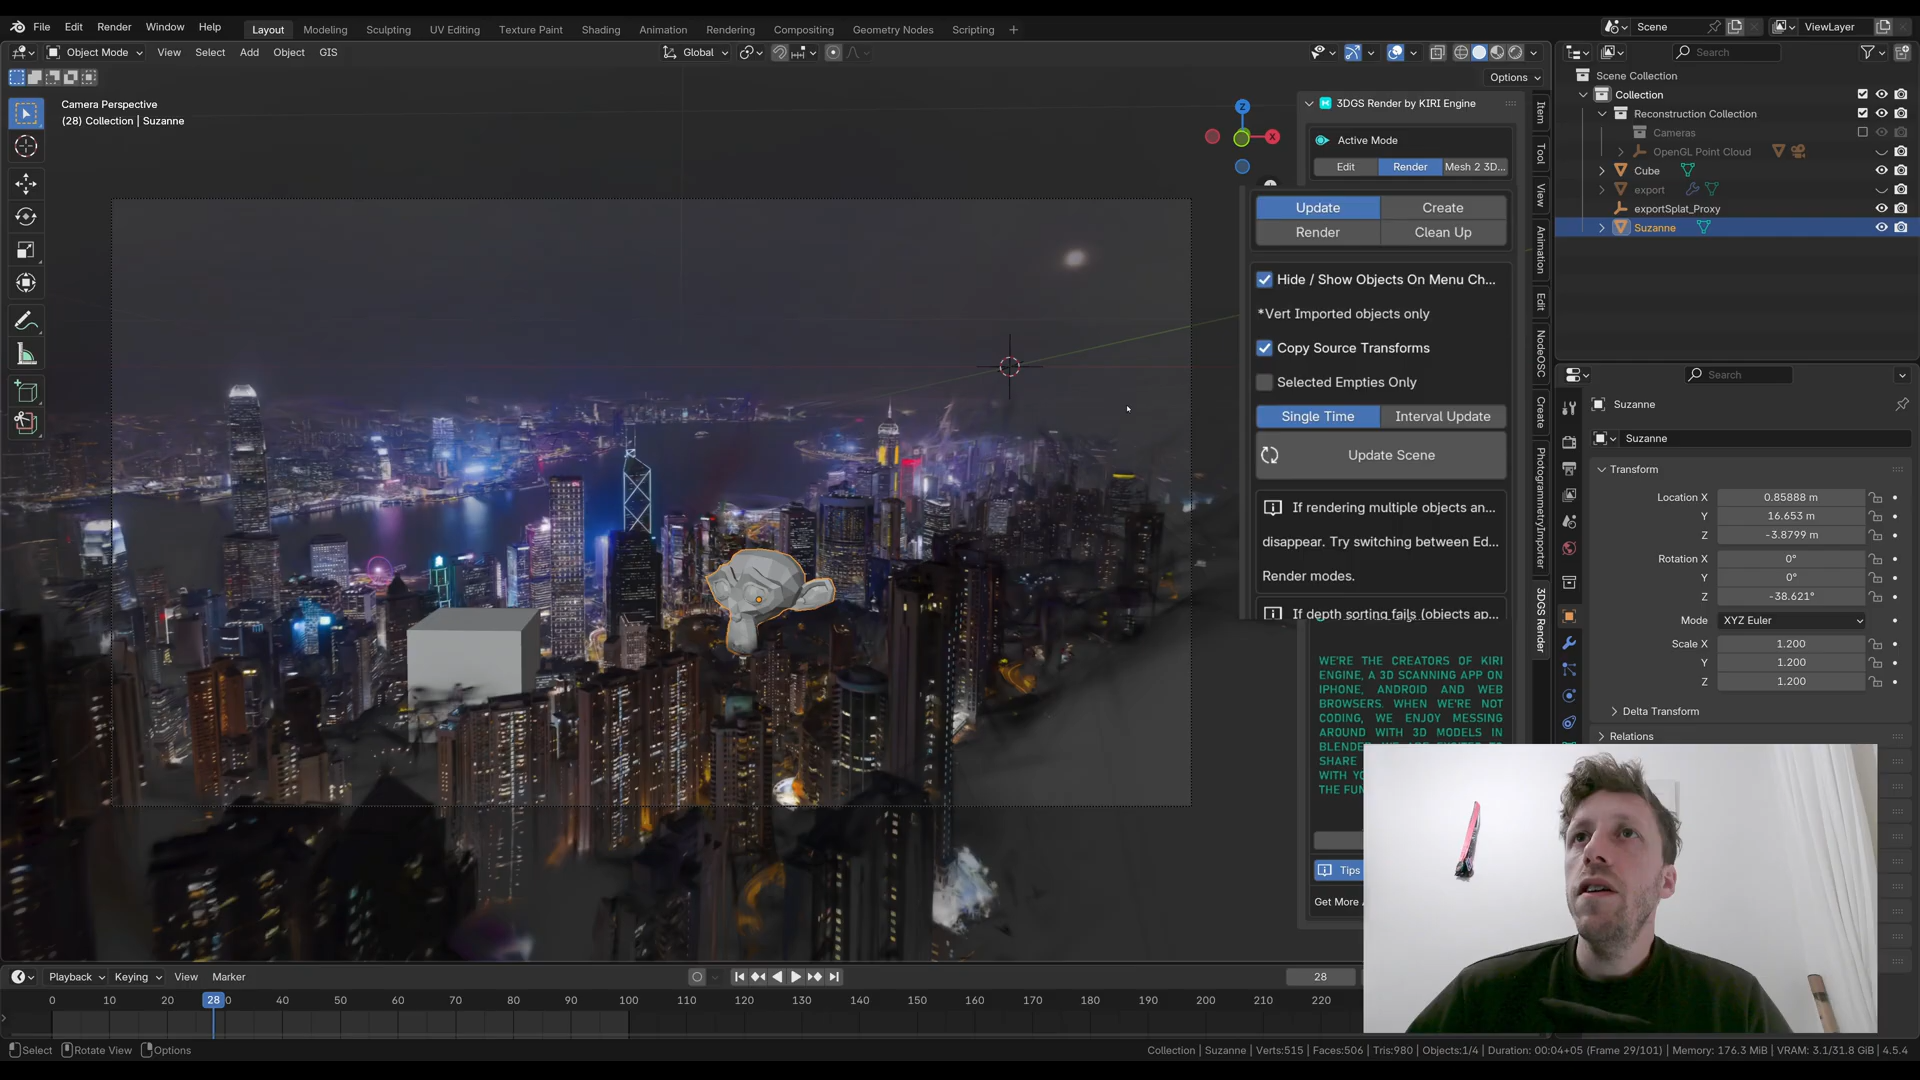 File Edit Render Window Help
Layout Modeling Sculpting UV Editing Texture Paint Shading Animation Rendering Compositing Geometry Nodes Scripting
Scene
ViewLayer
Object Mode View Select Add Object GIS
Global
Search
Options
Camera Perspective
(28) Collection | Suzanne
Z
X
3DGS Render by KIRI Engine
Active Mode
Edit Render Mesh 2 3D...
Update Create
Render Clean Up
Hide / Show Objects On Menu Ch...
*Vert Imported objects only
Copy Source Transforms
Selected Empties Only
Single Time Interval Update
Update Scene
If rendering multiple objects an...
disappear. Try switching between Ed...
Render modes.
If depth sorting fails (objects ap...
WE'RE THE CREATORS OF KIRI
ENGINE, A 3D SCANNING APP ON
IPHONE, ANDROID AND WEB
BROWSERS. WHEN WE'RE NOT
CODING, WE ENJOY MESSING
AROUND WITH 3D MODELS IN
BLENDER
SHARE
WITH
THE FUN
Tips
Get More
Item
Tool
View
Animation
Edit
NodeOSC
Create
PhotogrammetryImporter
3DGS Render
Scene Collection
Collection
Reconstruction Collection
Cameras
OpenGL Point Cloud
Cube
export
exportSplat_Proxy
Suzanne
Search
Suzanne
Suzanne
Transform
Location X 0.85888 m
Y 16.653 m
Z -3.8799 m
Rotation X 0°
Y 0°
Z -38.621°
Mode XYZ Euler
Scale X 1.200
Y 1.200
Z 1.200
Delta Transform
Relations
Playback Keying View Marker
28
0 10 20 28 40 50 60 70 80 90 100 110 120 130 140 150 160 170 180 190 200 210 220
Select Rotate View Options
Collection | Suzanne | Verts:515 | Faces:506 | Tris:980 | Objects:1/4 | Duration: 00:04+05 (Frame 29/101) | Memory: 176.3 MiB | VRAM: 3.1/31.8 GiB | 4.5.4